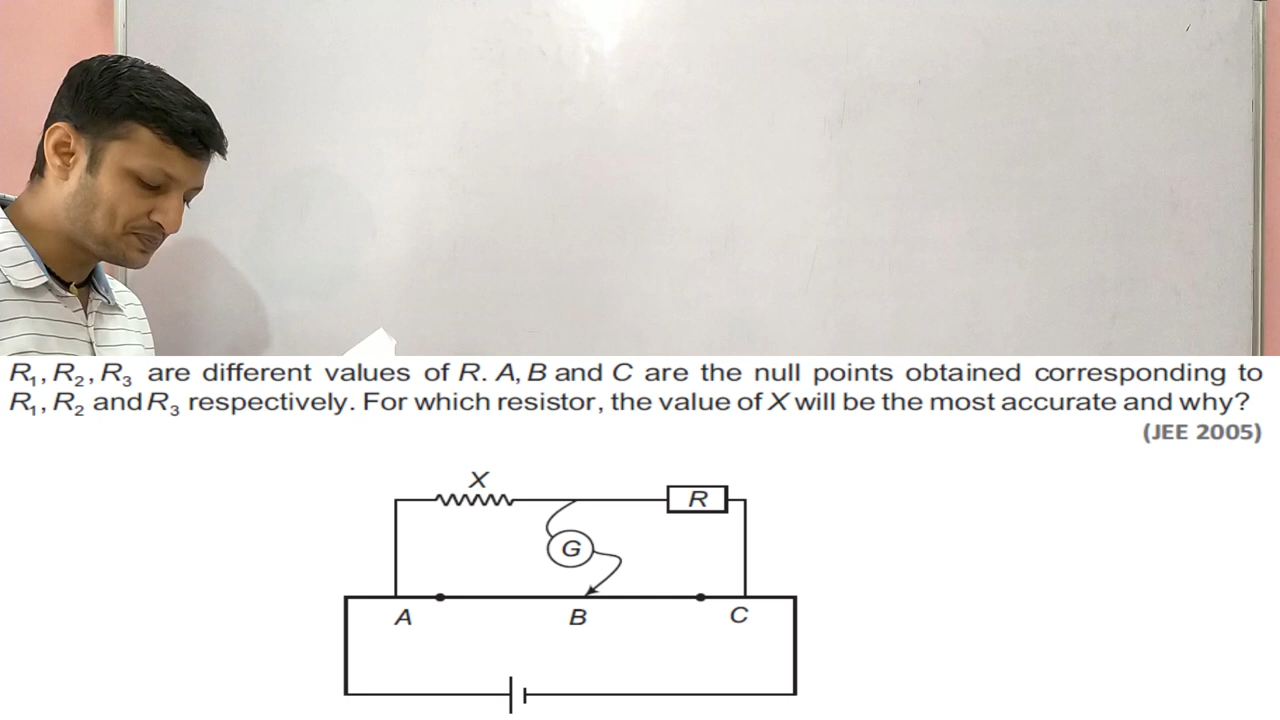 R₁, R₂, R₃ are different values of R. A, B and C are the null points obtained corresponding to
R₁, R₂ and R₃ respectively. For which resistor, the value of X will be the most accurate and why?
(JEE 2005)
X
R
G
A
B
C